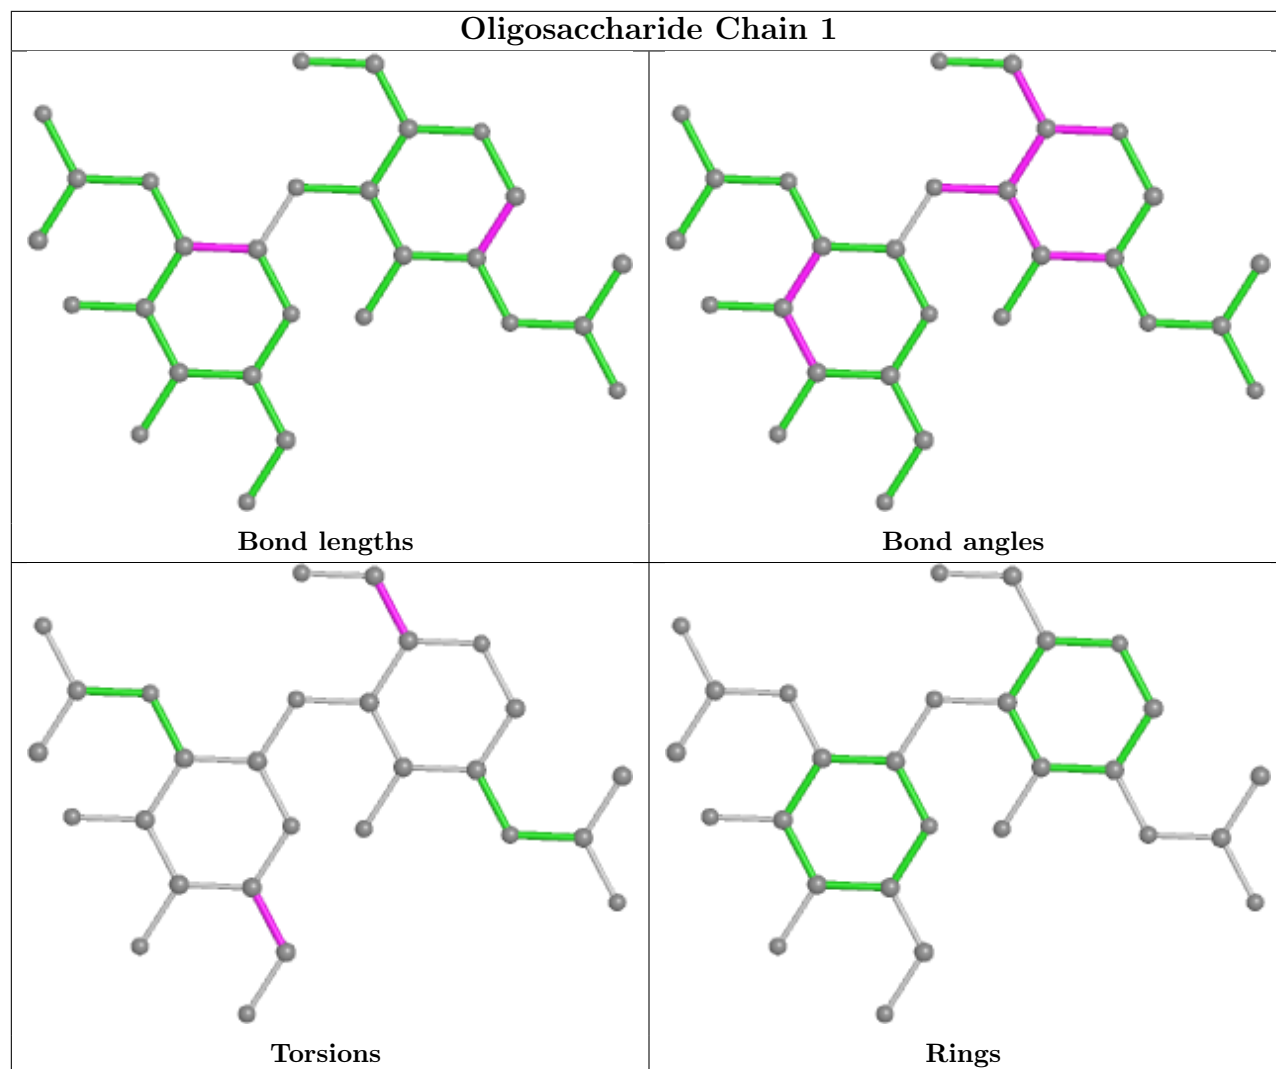 Oligosaccharide Chain 1
Bond lengths
Bond angles
Torsions
Rings